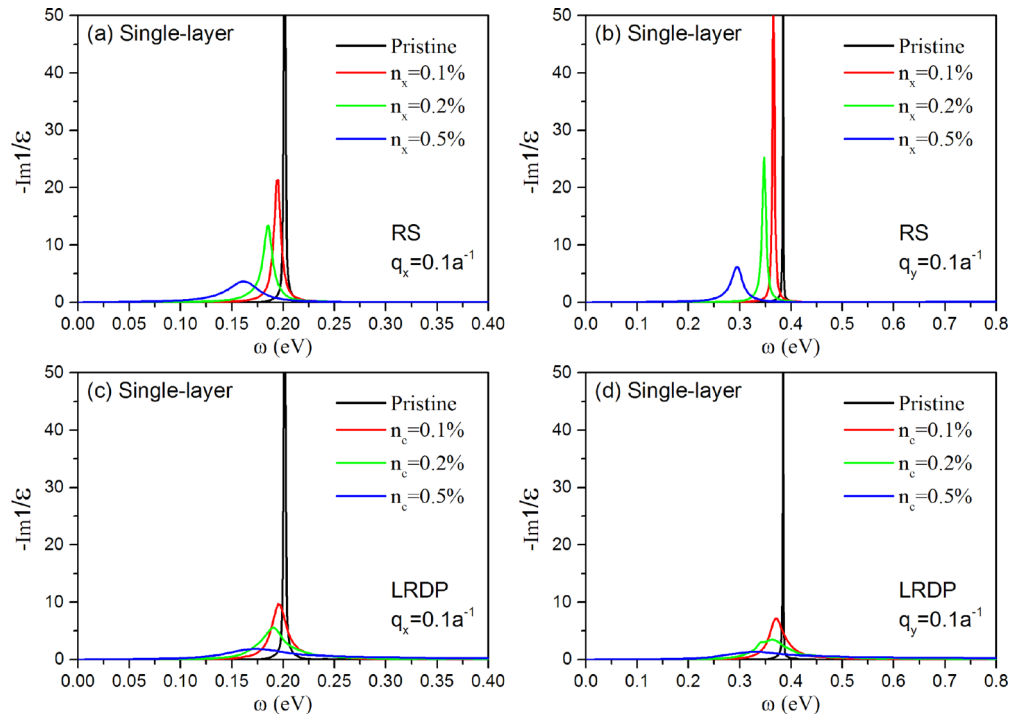 (a) Single-layer
Pristine
nₓ=0.1%
nₓ=0.2%
nₓ=0.5%
RS
qₓ=0.1a⁻¹
-Im1/ε
50
40
30
20
10
0
0.00 0.05 0.10 0.15 0.20 0.25 0.30 0.35 0.40
ω (eV)
(b) Single-layer
Pristine
nₓ=0.1%
nₓ=0.2%
nₓ=0.5%
RS
q_y=0.1a⁻¹
-Im1/ε
50
40
30
20
10
0
0.0 0.1 0.2 0.3 0.4 0.5 0.6 0.7 0.8
ω (eV)
(c) Single-layer
Pristine
n_c=0.1%
n_c=0.2%
n_c=0.5%
LRDP
qₓ=0.1a⁻¹
-Im1/ε
50
40
30
20
10
0
0.00 0.05 0.10 0.15 0.20 0.25 0.30 0.35 0.40
ω (eV)
(d) Single-layer
Pristine
n_c=0.1%
n_c=0.2%
n_c=0.5%
LRDP
q_y=0.1a⁻¹
-Im1/ε
50
40
30
20
10
0
0.0 0.1 0.2 0.3 0.4 0.5 0.6 0.7 0.8
ω (eV)